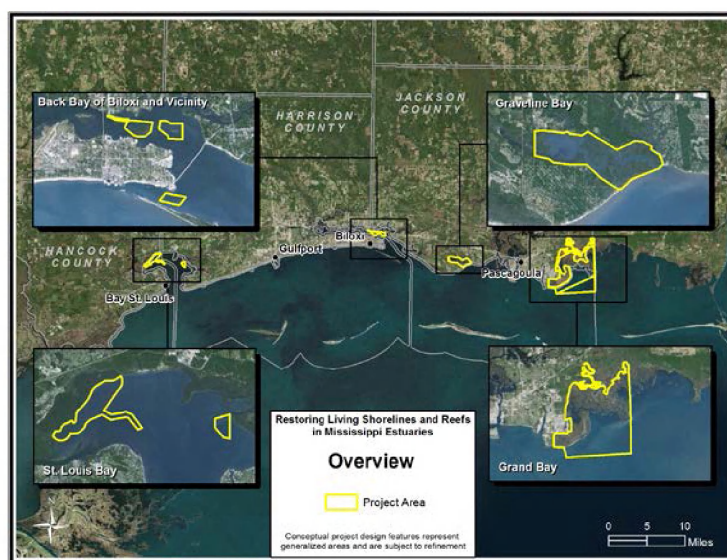 Back Bay of Biloxi and Vicinity
HARRISON
COUNTY
JACKSON
COUNTY
Graveline Bay
HANCOCK
COUNTY
Biloxi
Gulfport
Pascagoula
Bay St. Louis
St. Louis Bay
Grand Bay
Restoring Living Shorelines and Reefs
in Mississippi Estuaries
Overview
Project Area
Conceptual project design features represent
generalized areas and are subject to refinement
0 5 10
Miles